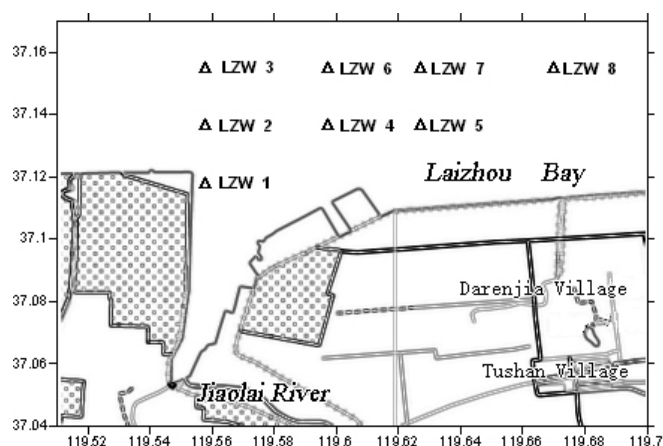 37.16
LZW 3 LZW 6 LZW 7 LZW 8
37.14
LZW 2 LZW 4 LZW 5
37.12
LZW 1
Laizhou Bay
37.1
37.08
Darenjia Village
37.06
Tushan Village
Jiaolai River
37.04
119.52 119.54 119.56 119.58 119.6 119.62 119.64 119.66 119.68 119.7